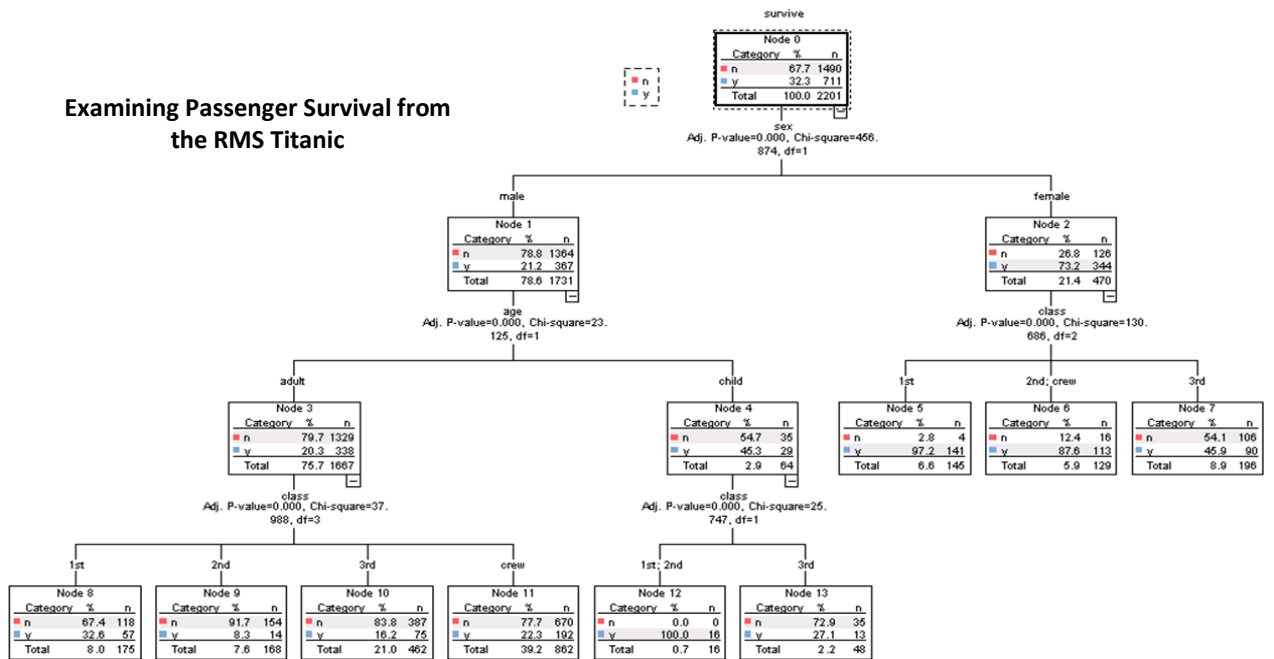 survive
Node 0
Category % n
n 67.7 1490
y 32.3 711
Total 100.0 2201
n
y
Examining Passenger Survival from
the RMS Titanic
sex
Adj. P-value=0.000, Chi-square=456.
874, df=1
male
female
Node 1
Category % n
n 78.8 1364
y 21.2 367
Total 78.6 1731
Node 2
Category % n
n 26.8 126
y 73.2 344
Total 21.4 470
age
Adj. P-value=0.000, Chi-square=23.
125, df=1
class
Adj. P-value=0.000, Chi-square=130.
686, df=2
adult
child
1st
2nd; crew
3rd
Node 3
Category % n
n 79.7 1329
y 20.3 338
Total 75.7 1667
Node 4
Category % n
n 54.7 35
y 45.3 29
Total 2.9 64
Node 5
Category % n
n 2.8 4
y 97.2 141
Total 6.6 145
Node 6
Category % n
n 12.4 16
y 87.6 113
Total 5.9 129
Node 7
Category % n
n 54.1 106
y 45.9 90
Total 8.9 196
class
Adj. P-value=0.000, Chi-square=37.
988, df=3
class
Adj. P-value=0.000, Chi-square=25.
747, df=1
1st
2nd
3rd
crew
1st; 2nd
3rd
Node 8
Category % n
n 67.4 118
y 32.6 57
Total 8.0 175
Node 9
Category % n
n 91.7 154
y 8.3 14
Total 7.6 168
Node 10
Category % n
n 83.8 387
y 16.2 75
Total 21.0 462
Node 11
Category % n
n 77.7 670
y 22.3 192
Total 39.2 862
Node 12
Category % n
n 0.0 0
y 100.0 16
Total 0.7 16
Node 13
Category % n
n 72.9 35
y 27.1 13
Total 2.2 48